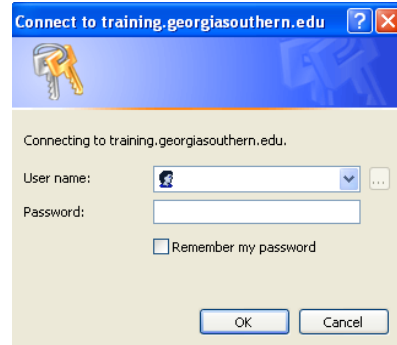 Connect to training.georgiasouthern.edu
Connecting to training.georgiasouthern.edu.
User name:
...
Password:
Remember my password
OK
Cancel